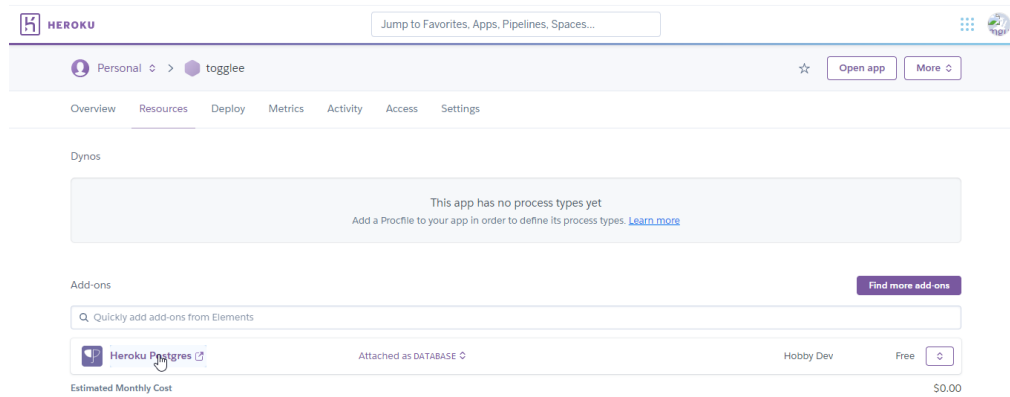 HEROKU
Jump to Favorites, Apps, Pipelines, Spaces...
Personal > togglee
Open app
More
Overview Resources Deploy Metrics Activity Access Settings
Dynos
This app has no process types yet
Add a Procfile to your app in order to define its process types. Learn more
Add-ons
Find more add-ons
Quickly add add-ons from Elements
Heroku Postgres Attached as DATABASE Hobby Dev Free
Estimated Monthly Cost $0.00